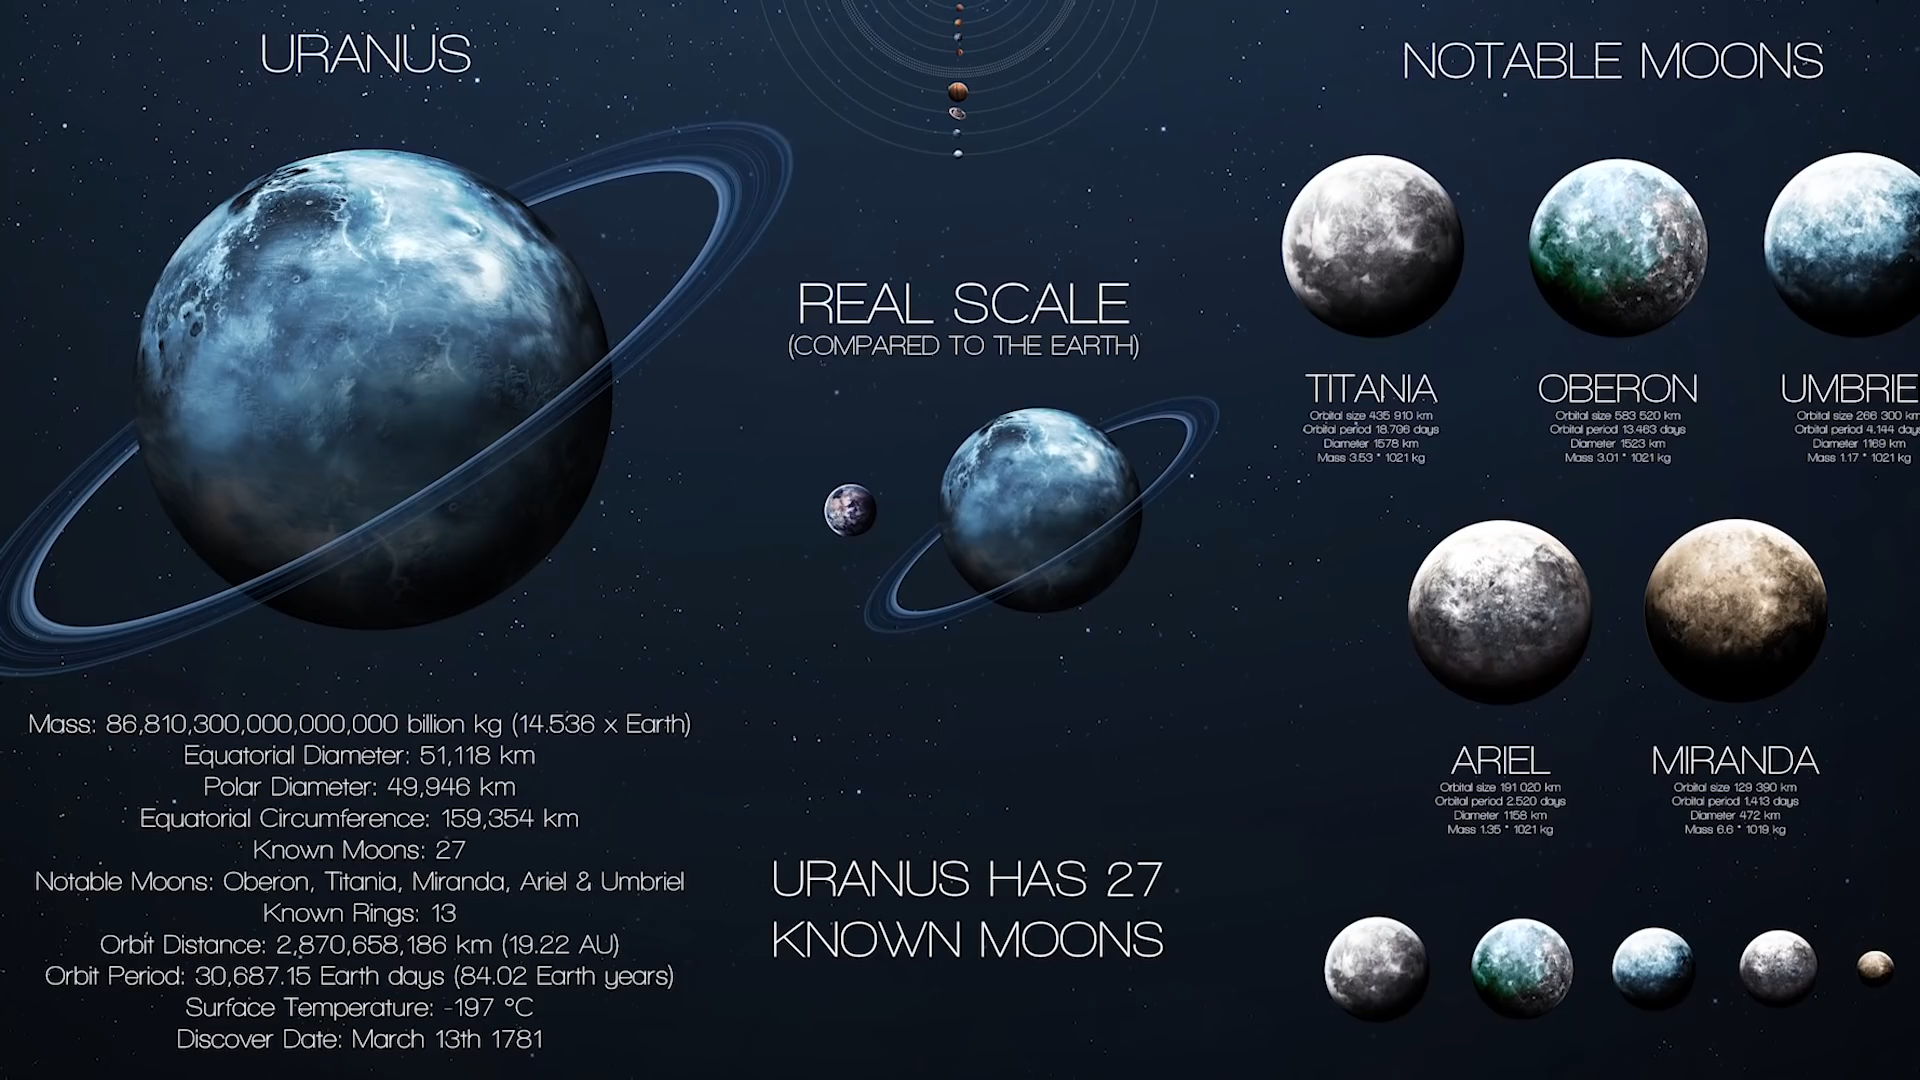 URANUS
Mass: 86,810,300,000,000,000 billion kg (14.536 x Earth)
Equatorial Diameter: 51,118 km
Polar Diameter: 49,946 km
Equatorial Circumference: 159,354 km
Known Moons: 27
Notable Moons: Oberon, Titania, Miranda, Ariel & Umbriel
Known Rings: 13
Orbit Distance: 2,870,658,186 km (19.22 AU)
Orbit Period: 30,687.15 Earth days (84.02 Earth years)
Surface Temperature: -197 °C
Discover Date: March 13th 1781
REAL SCALE
(COMPARED TO THE EARTH)
URANUS HAS 27
KNOWN MOONS
NOTABLE MOONS
TITANIA
Orbital size 435 910 km
Orbital period 18.706 days
Diameter 1578 km
Mass 3.53 * 1021 kg
OBERON
Orbital size 583 520 km
Orbital period 13.463 days
Diameter 1523 km
Mass 3.01 * 1021 kg
UMBRIE
Orbital size 266 300 km
Orbital period 4.144 days
Diameter 1169 km
Mass 1.17 * 1021 kg
ARIEL
Orbital size 191 020 km
Orbital period 2.520 days
Diameter 1158 km
Mass 1.35 * 1021 kg
MIRANDA
Orbital size 129 390 km
Orbital period 1.413 days
Diameter 472 km
Mass 6.6 * 1019 kg